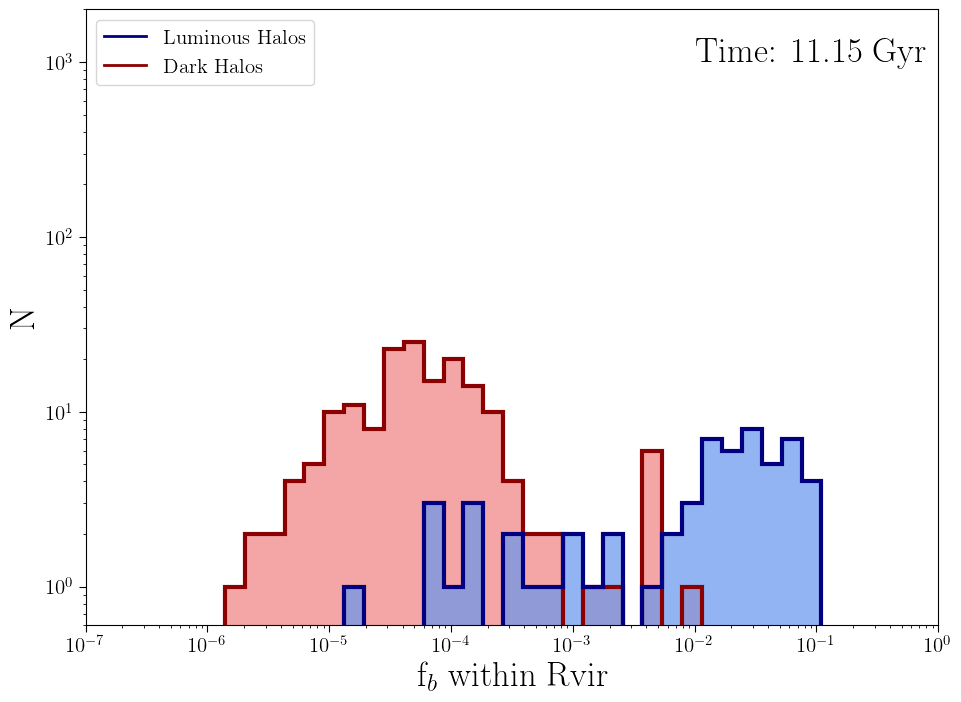 Luminous Halos
Dark Halos
Time: 11.15 Gyr
10³
10²
10¹
10⁰
N
10⁻⁷ 10⁻⁶ 10⁻⁵ 10⁻⁴ 10⁻³ 10⁻² 10⁻¹ 10⁰
f_b within Rvir